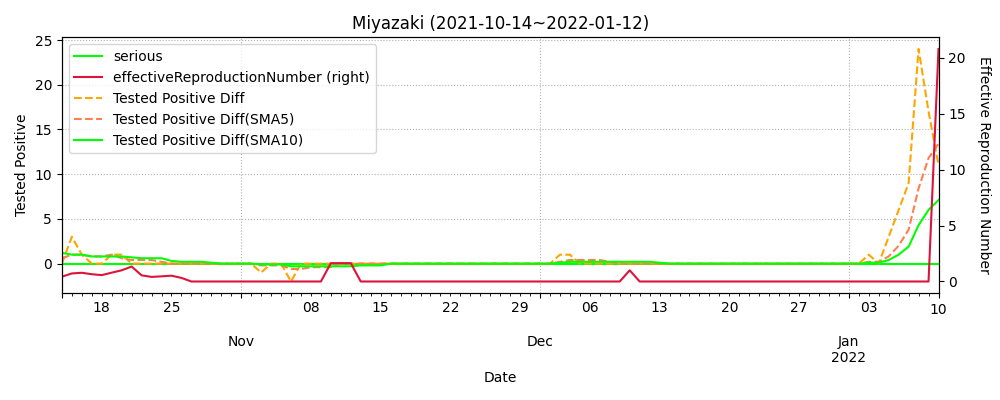 Miyazaki (2021-10-14~2022-01-12)
serious
effectiveReproductionNumber (right)
Tested Positive Diff
Tested Positive Diff(SMA5)
Tested Positive Diff(SMA10)
Tested Positive
25
20
15
10
5
0
Effective Reproduction Number
20
15
10
5
0
18 25 08 15 22 29 06 13 20 27 03 10
Nov Dec Jan
2022
Date